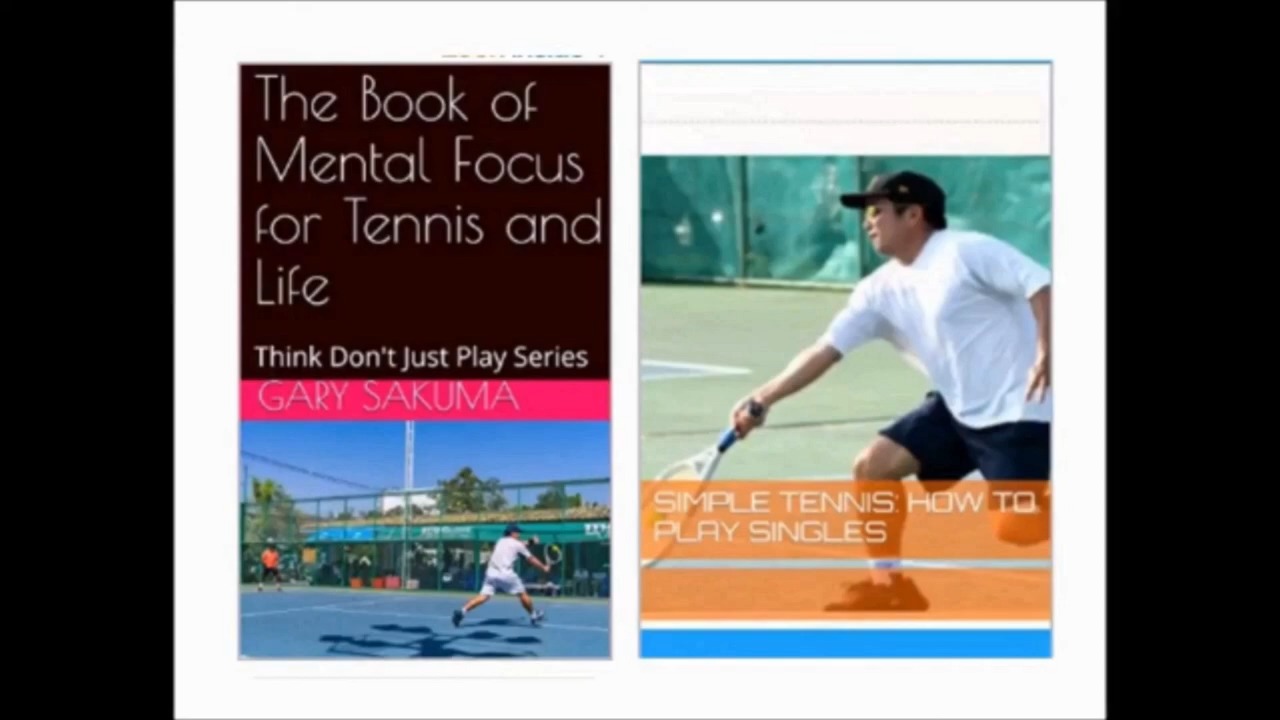 The Book of
Mental Focus
for Tennis and
Life
Think Don't Just Play Series
GARY SAKUMA
SIMPLE TENNIS: HOW TO
PLAY SINGLES